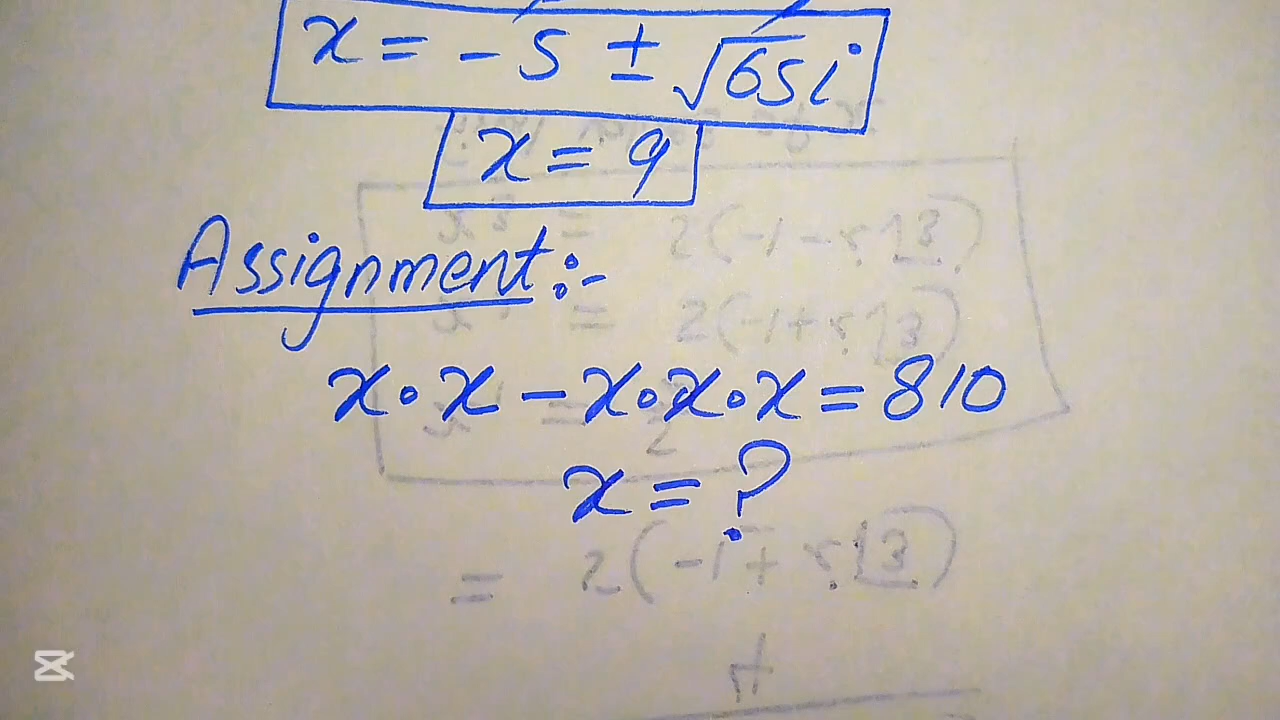 x = -5 ± √65i
x = 9
Assignment:-
x·x - x·x·x = 810
x = ?